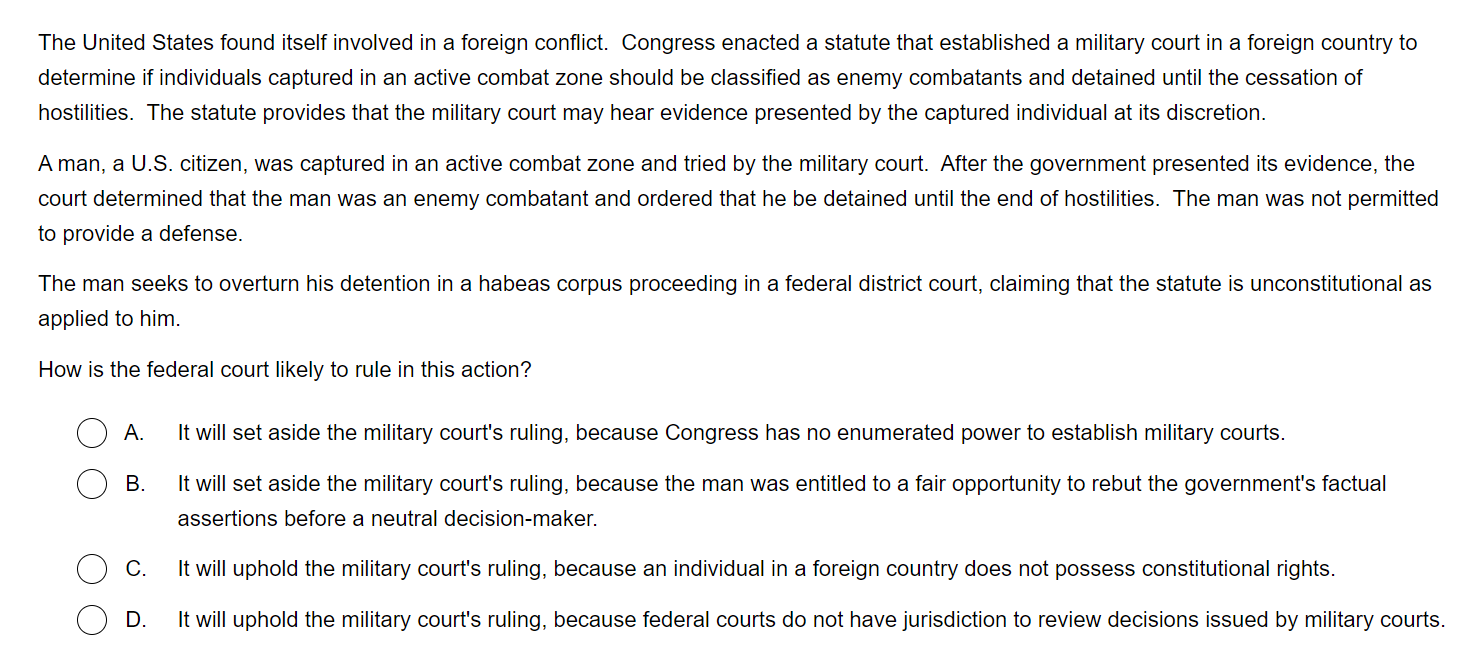 The United States found itself involved in a foreign conflict.  Congress enacted a statute that established a military court in a foreign country to
determine if individuals captured in an active combat zone should be classified as enemy combatants and detained until the cessation of
hostilities.  The statute provides that the military court may hear evidence presented by the captured individual at its discretion.
A man, a U.S. citizen, was captured in an active combat zone and tried by the military court.  After the government presented its evidence, the
court determined that the man was an enemy combatant and ordered that he be detained until the end of hostilities.  The man was not permitted
to provide a defense.
The man seeks to overturn his detention in a habeas corpus proceeding in a federal district court, claiming that the statute is unconstitutional as
applied to him.
How is the federal court likely to rule in this action?
A. It will set aside the military court's ruling, because Congress has no enumerated power to establish military courts.
B. It will set aside the military court's ruling, because the man was entitled to a fair opportunity to rebut the government's factual
assertions before a neutral decision-maker.
C. It will uphold the military court's ruling, because an individual in a foreign country does not possess constitutional rights.
D. It will uphold the military court's ruling, because federal courts do not have jurisdiction to review decisions issued by military courts.